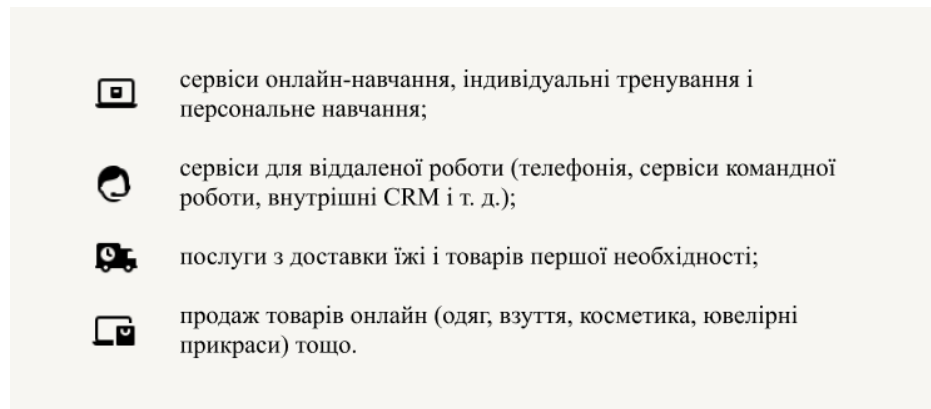 сервіси онлайн-навчання, індивідуальні тренування і
персональне навчання;
сервіси для віддаленої роботи (телефонія, сервіси командної
роботи, внутрішні CRM і т. д.);
послуги з доставки їжі і товарів першої необхідності;
продаж товарів онлайн (одяг, взуття, косметика, ювелірні
прикраси) тощо.